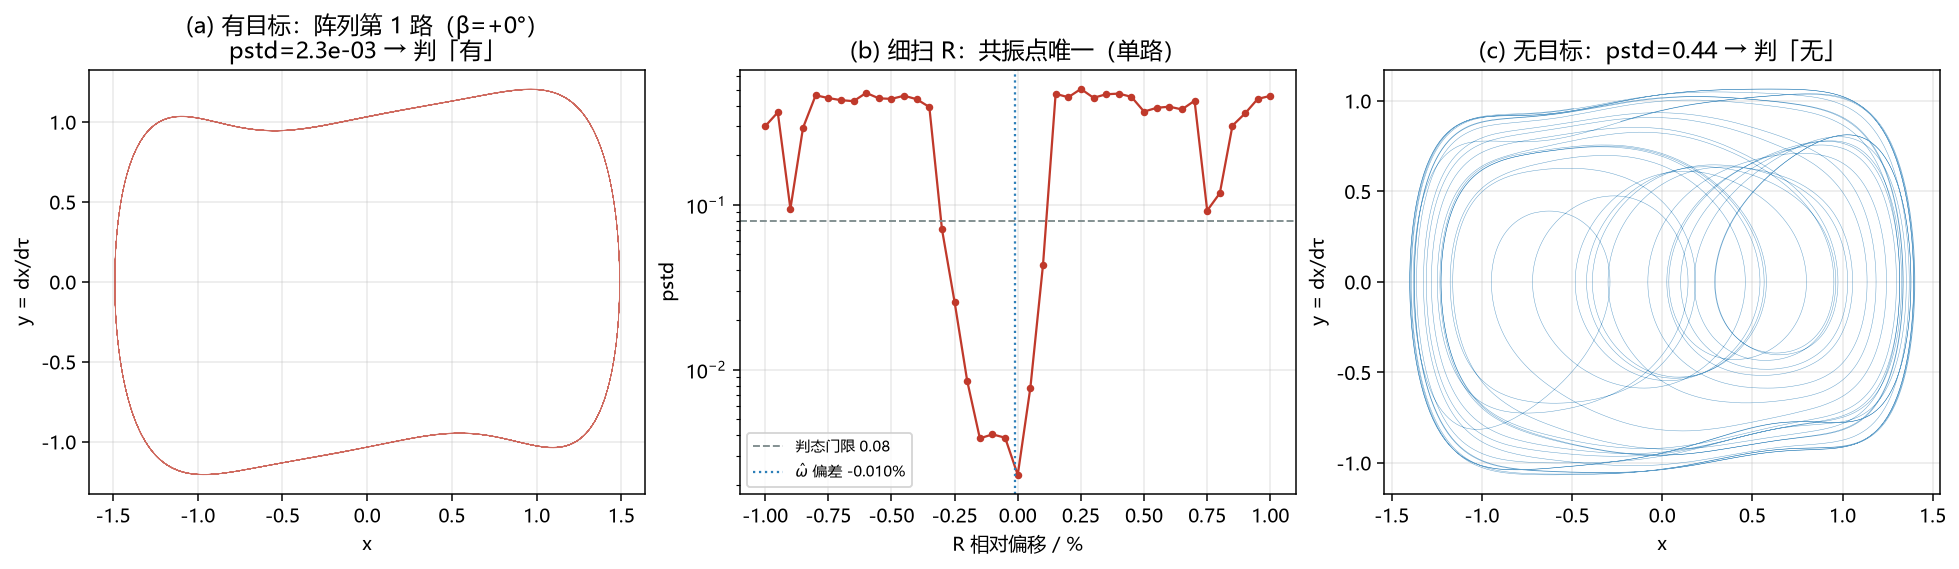 (a) 有目标：阵列第 1 路（β=+0°）
pstd=2.3e-03 → 判「有」
1.0
0.5
0.0
-0.5
-1.0
y = dx/dτ
-1.5 -1.0 -0.5 0.0 0.5 1.0 1.5
x
(b) 细扫 R：共振点唯一（单路）
10⁻¹
10⁻²
pstd
判态门限 0.08
ω̂ 偏差 -0.010%
-1.00 -0.75 -0.50 -0.25 0.00 0.25 0.50 0.75 1.00
R 相对偏移 / %
(c) 无目标：pstd=0.44 → 判「无」
1.0
0.5
0.0
-0.5
-1.0
y = dx/dτ
-1.5 -1.0 -0.5 0.0 0.5 1.0 1.5
x